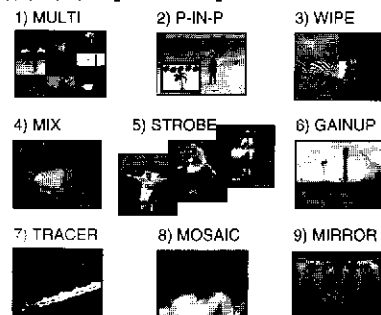 1) MULTI
2) P-IN-P
3) WIPE
4) MIX
5) STROBE
6) GAINUP
7) TRACER
8) MOSAIC
9) MIRROR